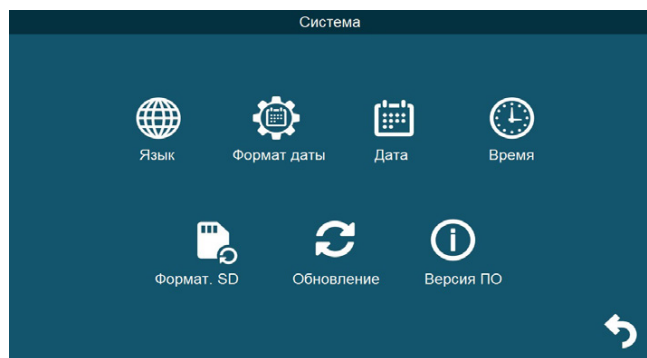 Система
Язык
Формат даты
Дата
Время
Формат. SD
Обновление
Версия ПО